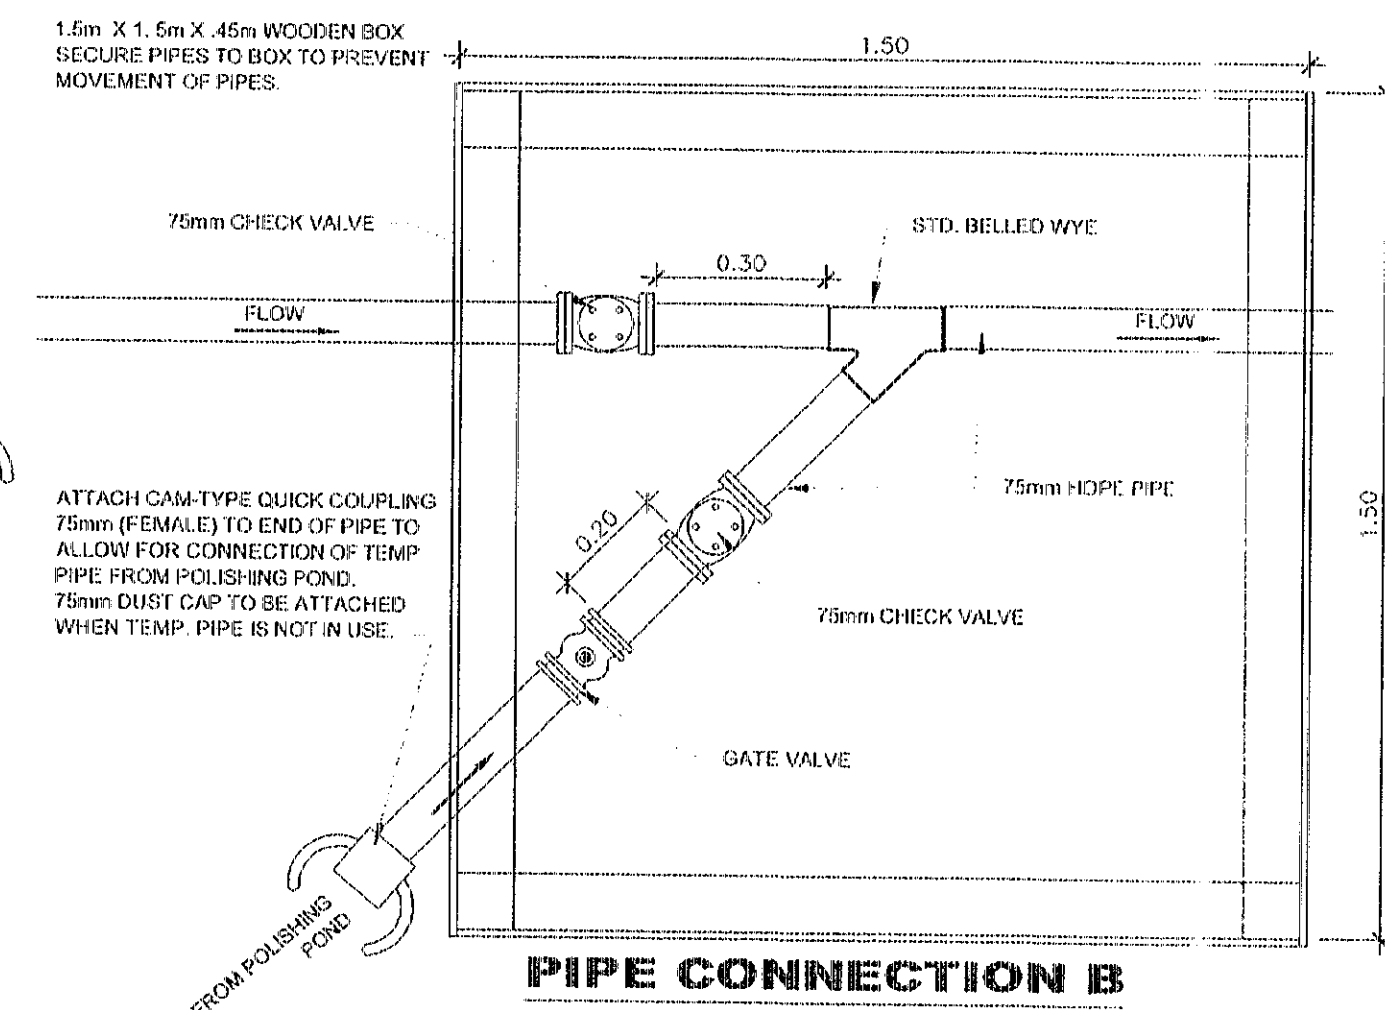 1.5m X 1.5m X .45m WOODEN BOX
SECURE PIPES TO BOX TO PREVENT
MOVEMENT OF PIPES.
1.50
75mm CHECK VALVE
STD. BELLED WYE
0.30
FLOW
FLOW
ATTACH CAM-TYPE QUICK COUPLING
75mm (FEMALE) TO END OF PIPE TO
ALLOW FOR CONNECTION OF TEMP
PIPE FROM POLISHING POND.
75mm DUST CAP TO BE ATTACHED
WHEN TEMP. PIPE IS NOT IN USE.
0.20
75mm HDPE PIPE
1.50
75mm CHECK VALVE
GATE VALVE
FROM POLISHING
POND
PIPE CONNECTION B